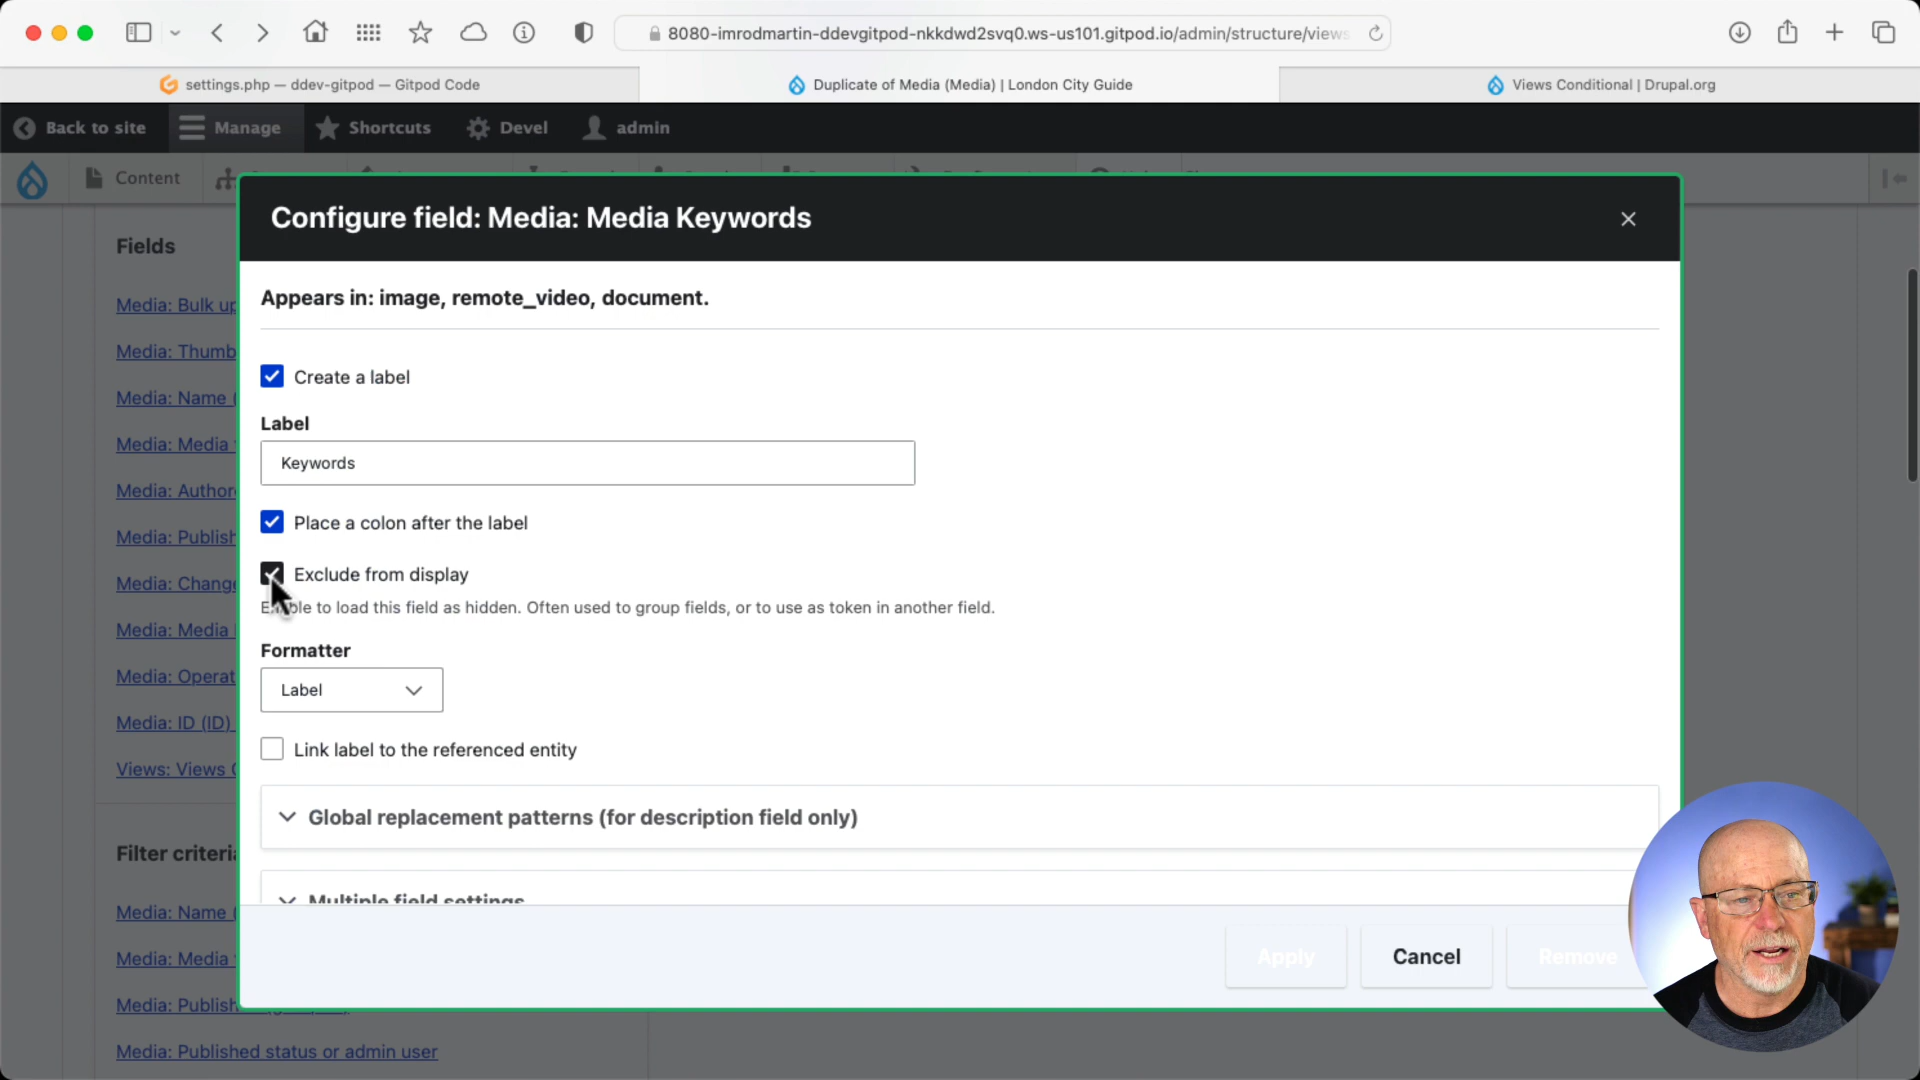 8080-imrodmartin-ddevgitpod-nkkdwd2svq0.ws-us101.gitpod.io/admin/structure/views
settings.php — ddev-gitpod — Gitpod Code
Duplicate of Media (Media) | London City Guide
Views Conditional | Drupal.org
Back to site
Manage
Shortcuts
Devel
admin
Content
Configure field: Media: Media Keywords
Fields
Media: Bulk up
Media: Thumb
Media: Name (
Media: Media
Media: Author
Media: Publish
Media: Change
Media: Media
Media: Operat
Media: ID (ID)
Views: Views
Filter criteria
Media: Name (
Media: Media
Media: Publish
Media: Published status or admin user
Appears in: image, remote_video, document.
Create a label
Label
Keywords
Place a colon after the label
Exclude from display
to load this field as hidden. Often used to group fields, or to use as token in another field.
Formatter
Label
Link label to the referenced entity
Global replacement patterns (for description field only)
Multiple field settings
Apply
Cancel
Remove